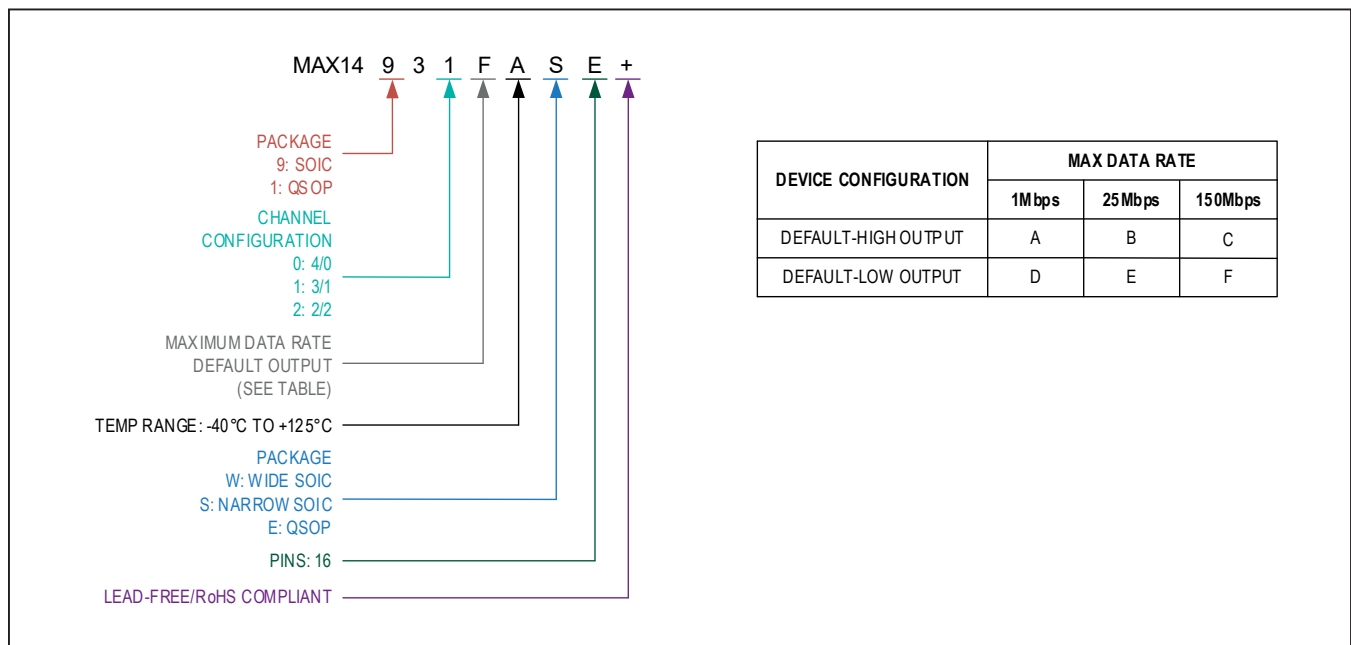 MAX14 9 3 1 F A S E +
PACKAGE
9: SOIC
1: QSOP
CHANNEL
CONFIGURATION
0: 4/0
1: 3/1
2: 2/2
MAXIMUM DATA RATE
DEFAULT OUTPUT
(SEE TABLE)
TEMP RANGE: -40°C TO +125°C
PACKAGE
W: WIDE SOIC
S: NARROW SOIC
E: QSOP
PINS: 16
LEAD-FREE/RoHS COMPLIANT
DEVICE CONFIGURATION
MAX DATA RATE
1Mbps 25Mbps 150Mbps
DEFAULT-HIGH OUTPUT A B C
DEFAULT-LOW OUTPUT D E F